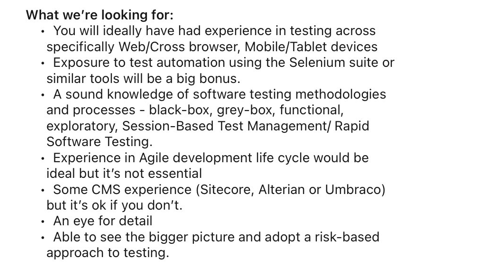 What we're looking for:
• You will ideally have had experience in testing across
specifically Web/Cross browser, Mobile/Tablet devices
• Exposure to test automation using the Selenium suite or
similar tools will be a big bonus.
• A sound knowledge of software testing methodologies
and processes - black-box, grey-box, functional,
exploratory, Session-Based Test Management/ Rapid
Software Testing.
• Experience in Agile development life cycle would be
ideal but it's not essential
• Some CMS experience (Sitecore, Alterian or Umbraco)
but it's ok if you don't.
• An eye for detail
• Able to see the bigger picture and adopt a risk-based
approach to testing.